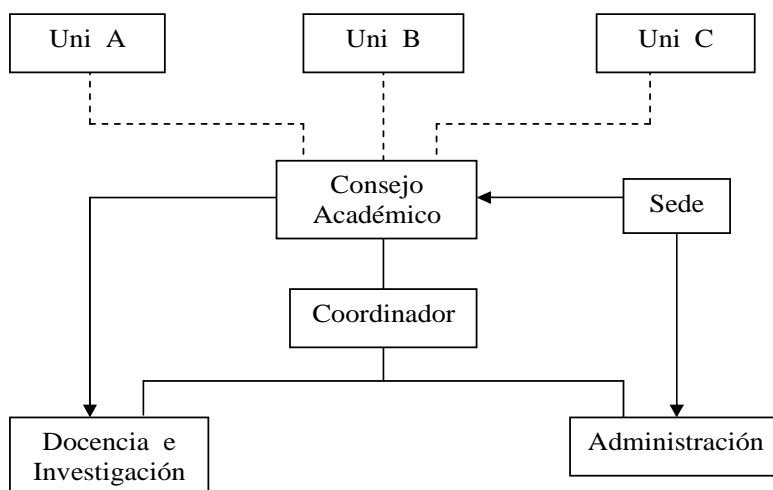 Uni A
Uni B
Uni C
Consejo
Académico
Sede
Coordinador
Docencia e
Investigación
Administración